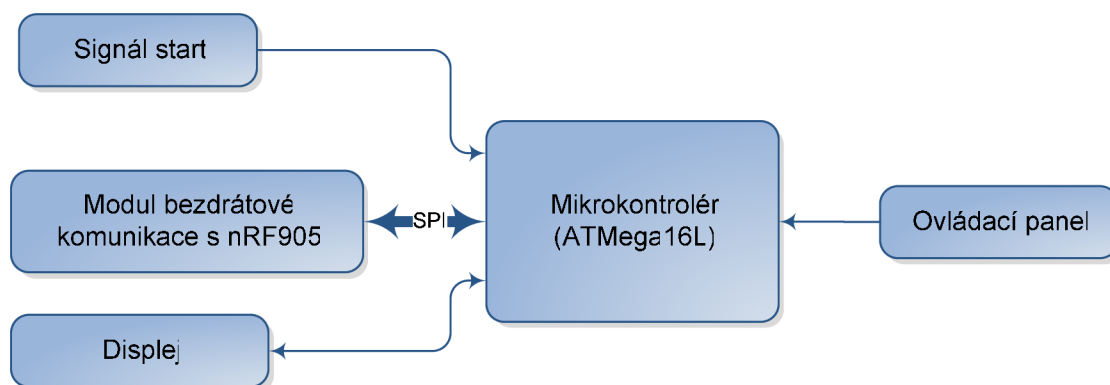 Signál start
Modul bezdrátové
komunikace s nRF905
SPI
Mikrokontrolér
(ATMega16L)
Ovládací panel
Displej